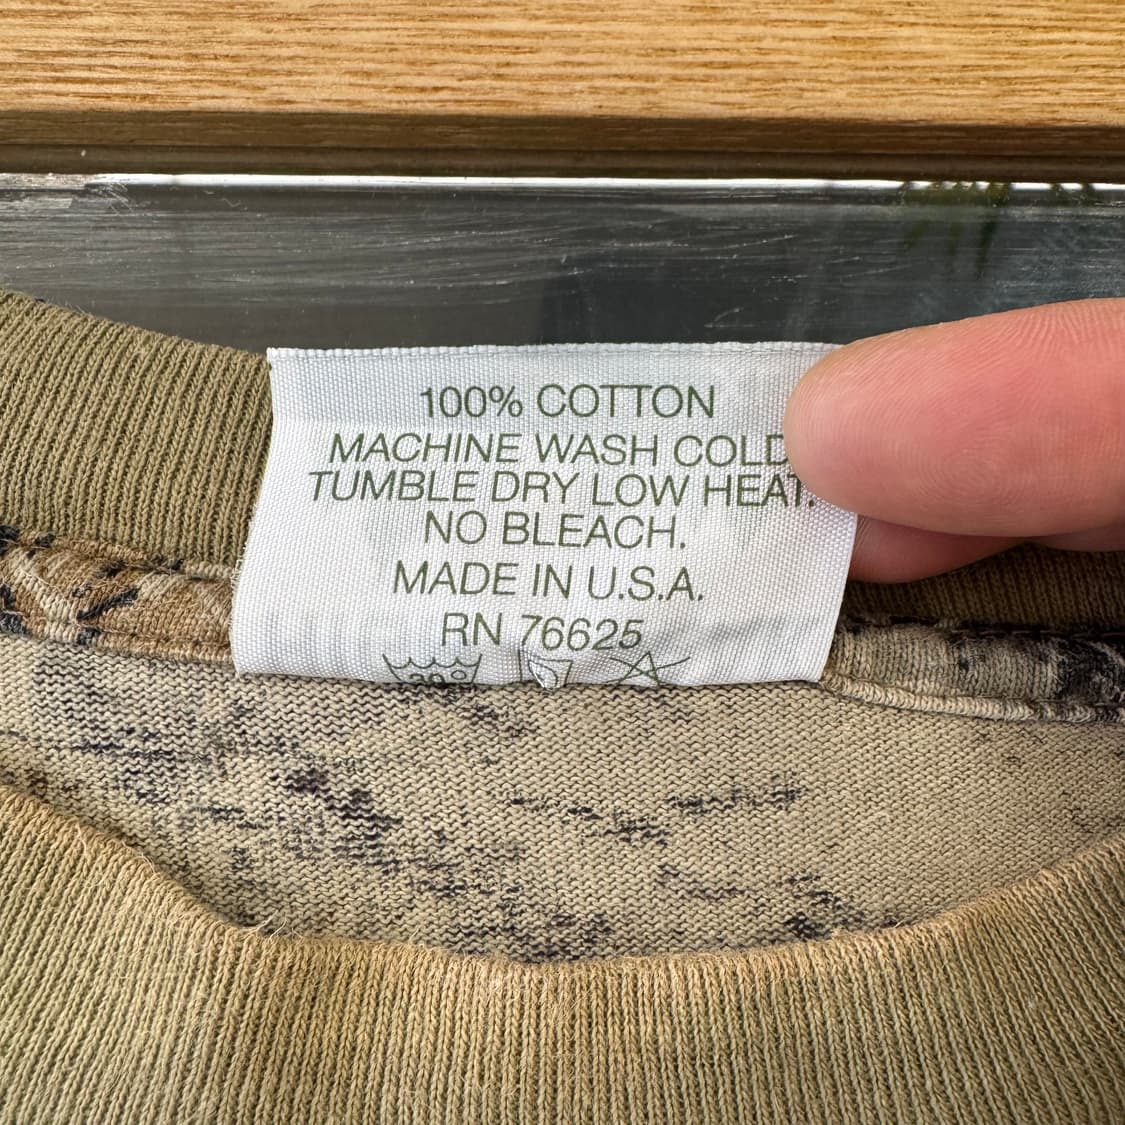 100% COTTON
MACHINE WASH COLD
TUMBLE DRY LOW HEAT.
NO BLEACH.
MADE IN U.S.A.
RN 76625
30°